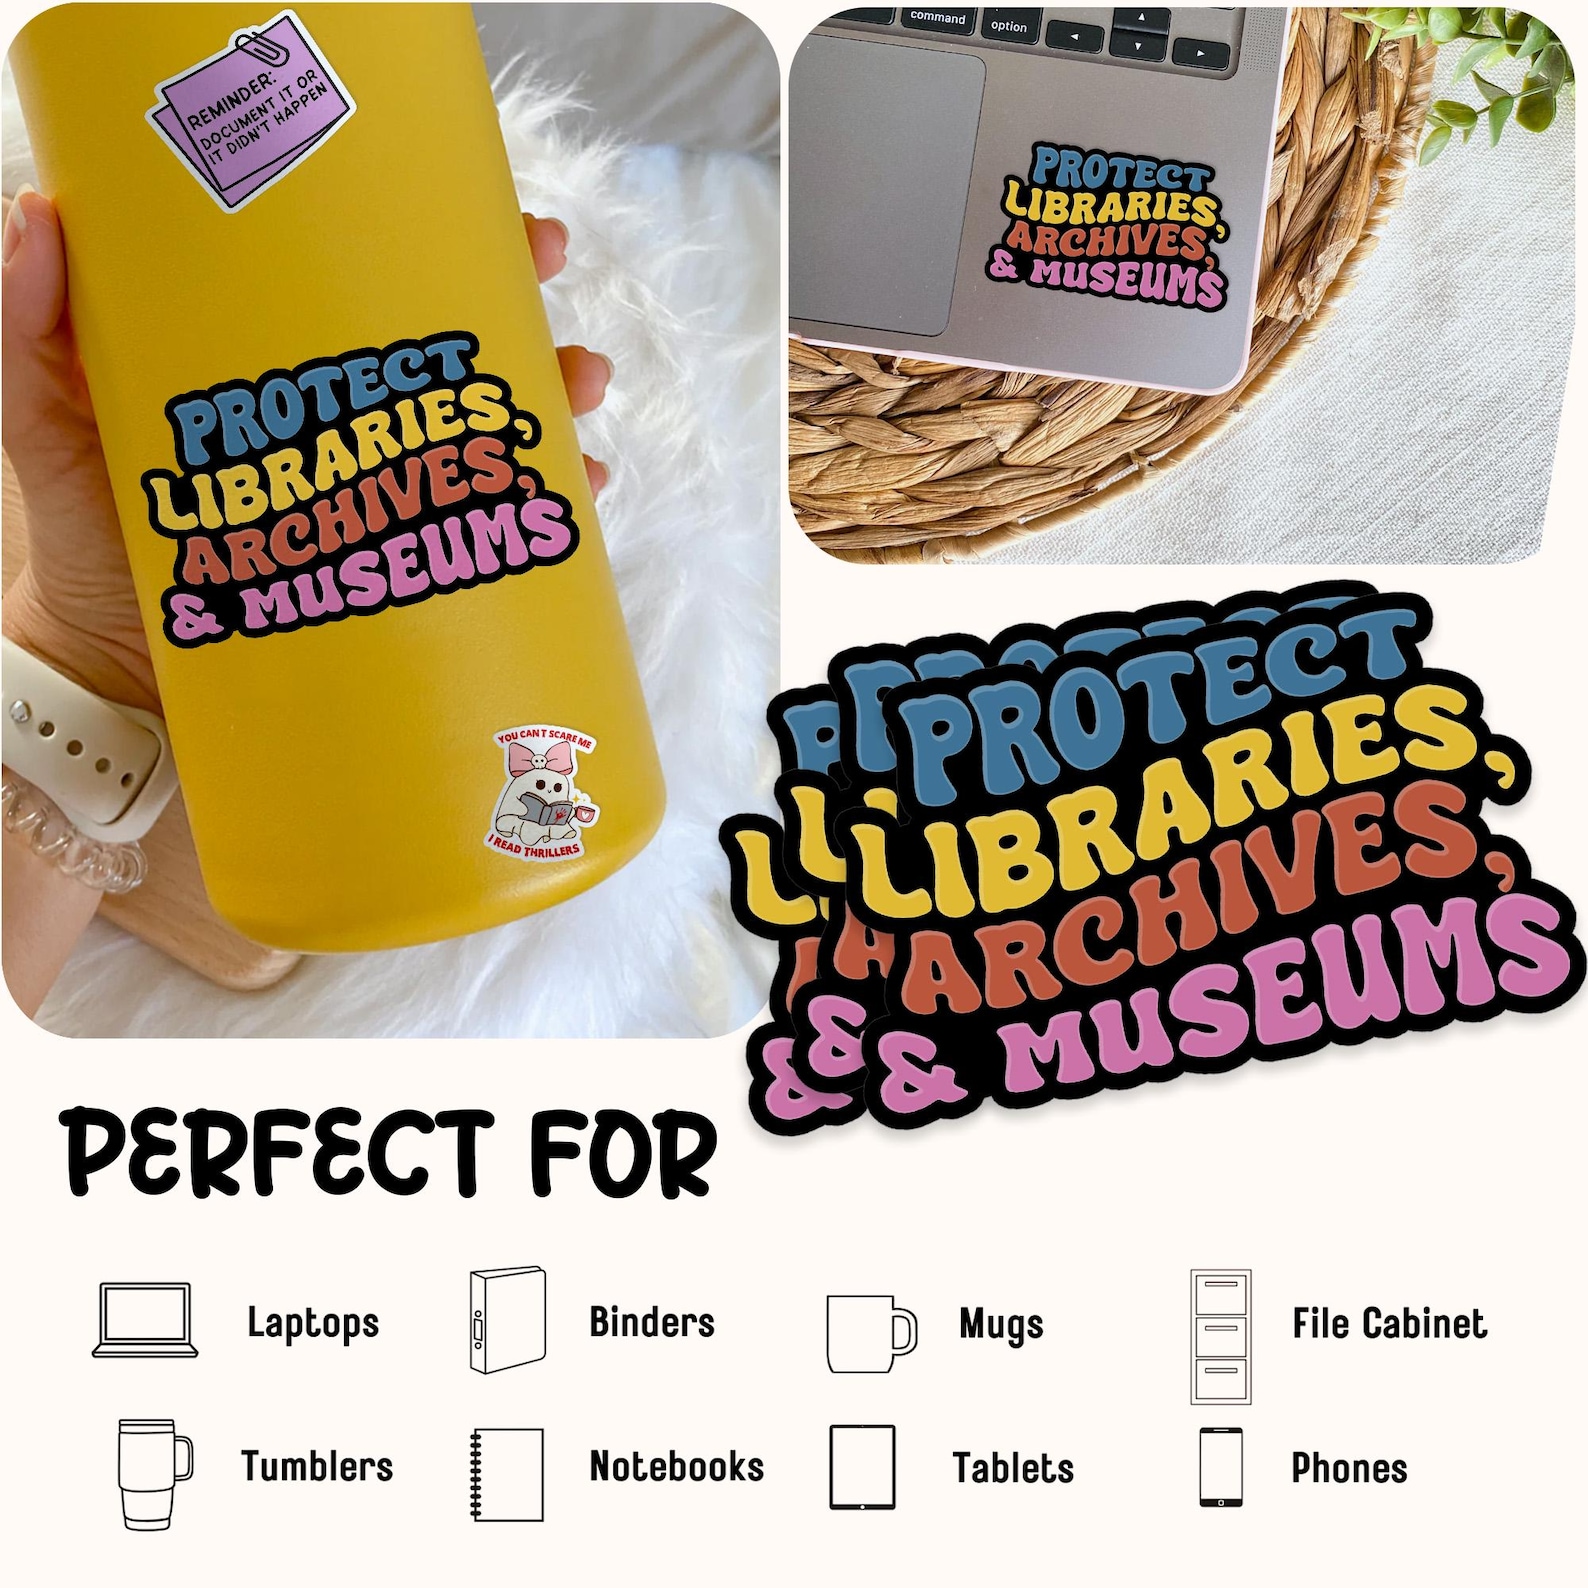 REMINDER:
DOCUMENT IT OR
IT DIDN'T HAPPEN
PROTECT
LIBRARIES,
ARCHIVES,
& MUSEUMS
YOU CAN'T SCARE ME
I READ THRILLERS
command
option
PROTECT
LIBRARIES,
ARCHIVES,
& MUSEUMS
PROTECT
LIBRARIES,
ARCHIVES,
& MUSEUMS
PERFECT FOR
Laptops
Binders
Mugs
File Cabinet
Tumblers
Notebooks
Tablets
Phones